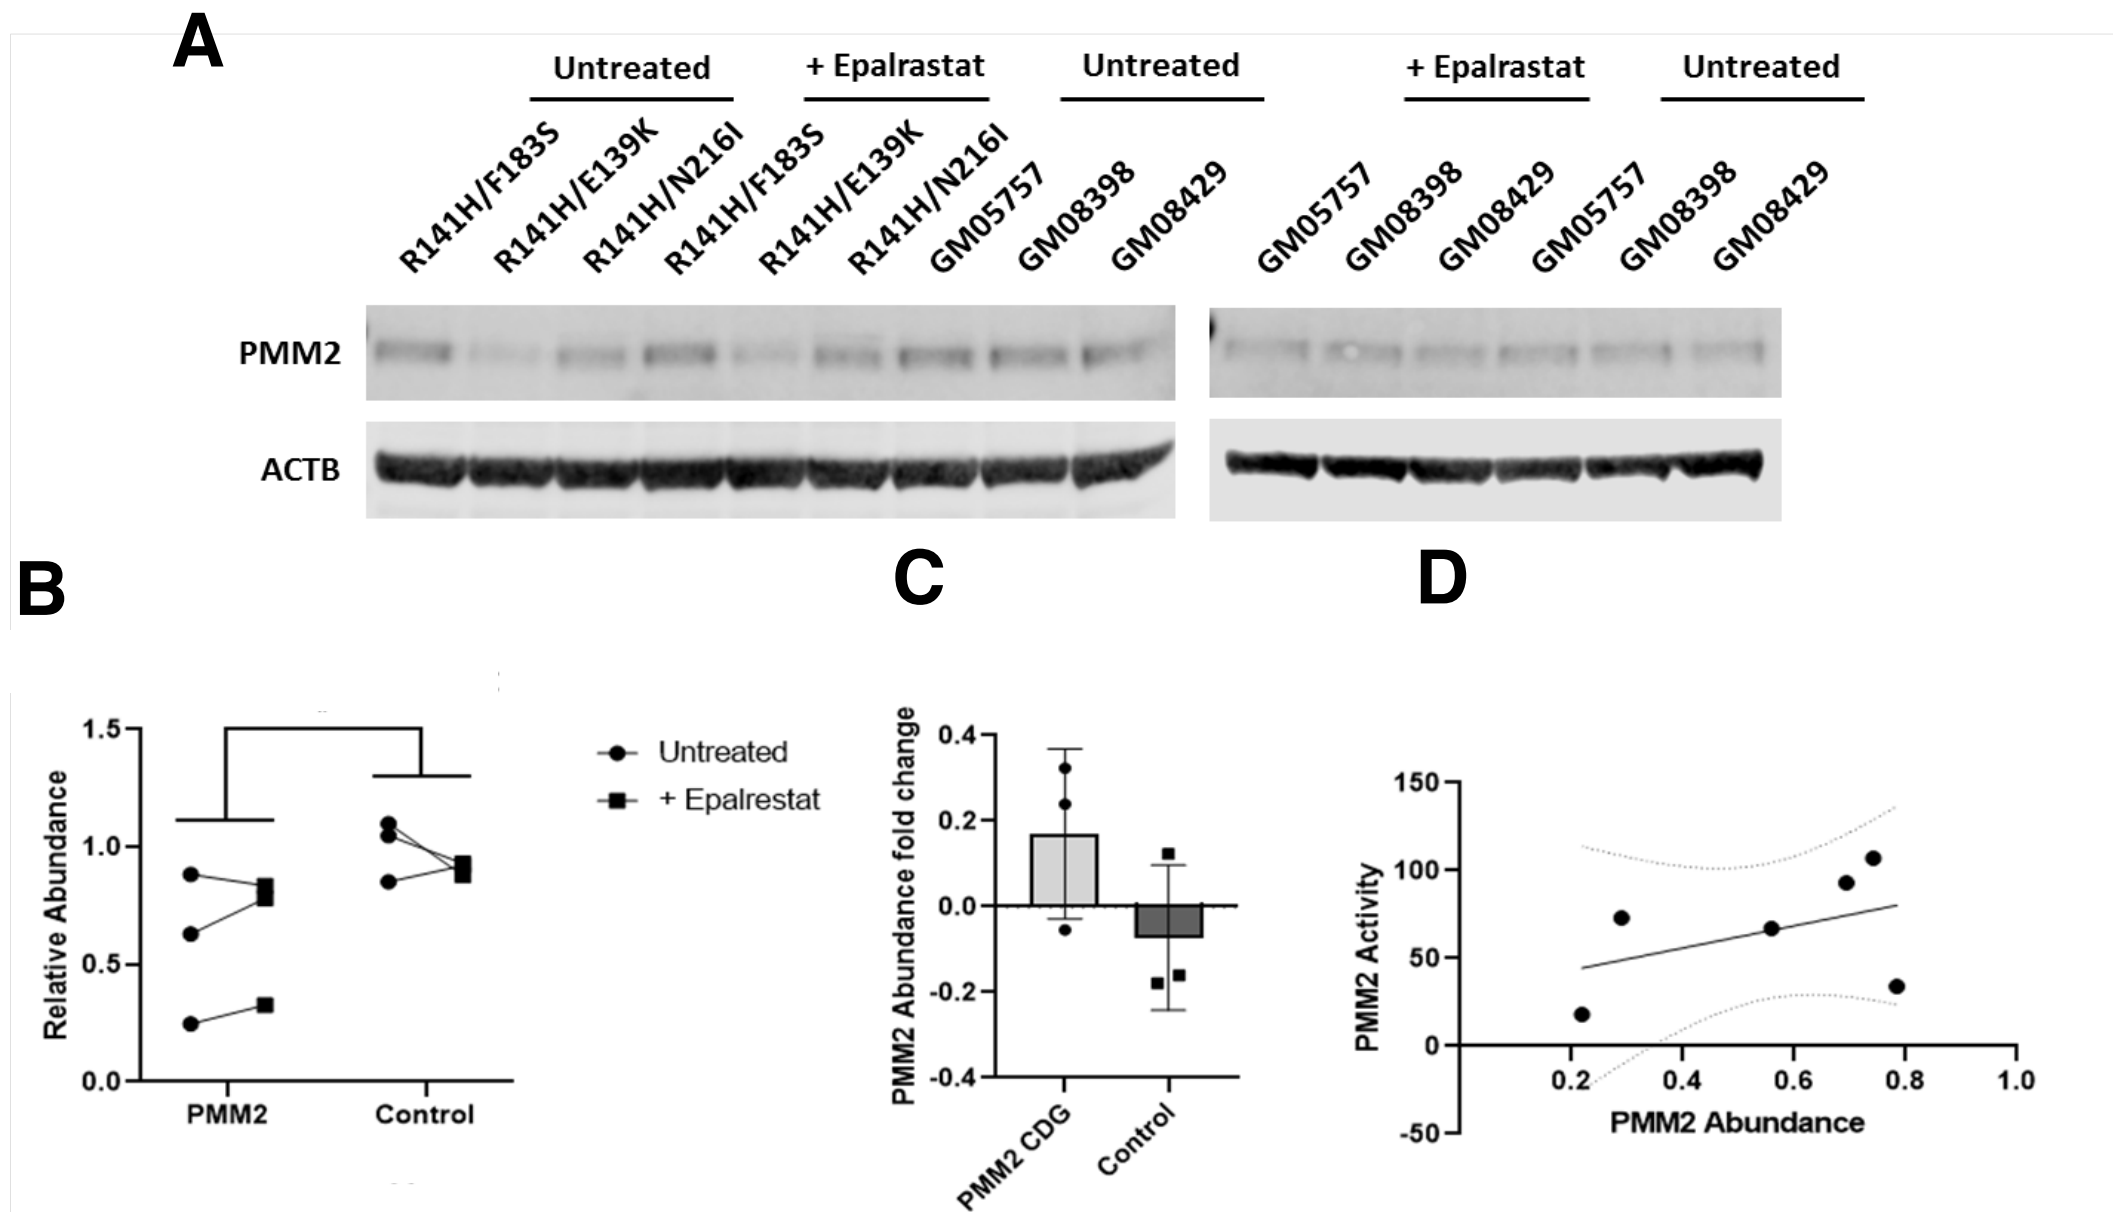 A
Untreated
+ Epalrastat
Untreated
+ Epalrastat
Untreated
R141H/F183S
R141H/E139K
R141H/N216I
R141H/F183S
R141H/E139K
R141H/N216I
GM05757
GM08398
GM08429
GM05757
GM08398
GM08429
GM05757
GM08398
GM08429
PMM2
ACTB
B
Relative Abundance
1.5
1.0
0.5
0.0
PMM2
Control
Untreated
+ Epalrestat
C
PMM2 Abundance fold change
0.4
0.2
0.0
-0.2
-0.4
PMM2 CDG
Control
D
PMM2 Activity
150
100
50
0
-50
0.2
0.4
0.6
0.8
1.0
PMM2 Abundance